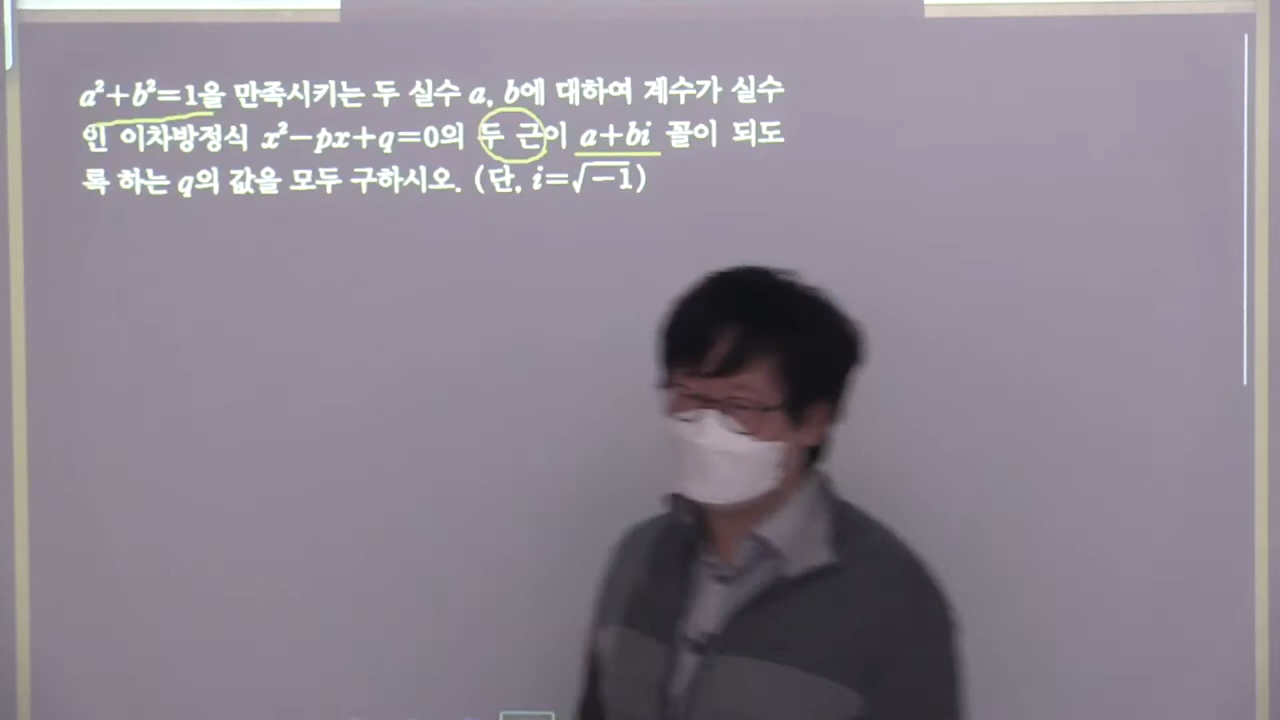 a²+b²=1을 만족시키는 두 실수 a, b에 대하여 계수가 실수
인 이차방정식 x²−px+q=0의 두 근이 a+bi 꼴이 되도
록 하는 q의 값을 모두 구하시오. (단, i=√−1)